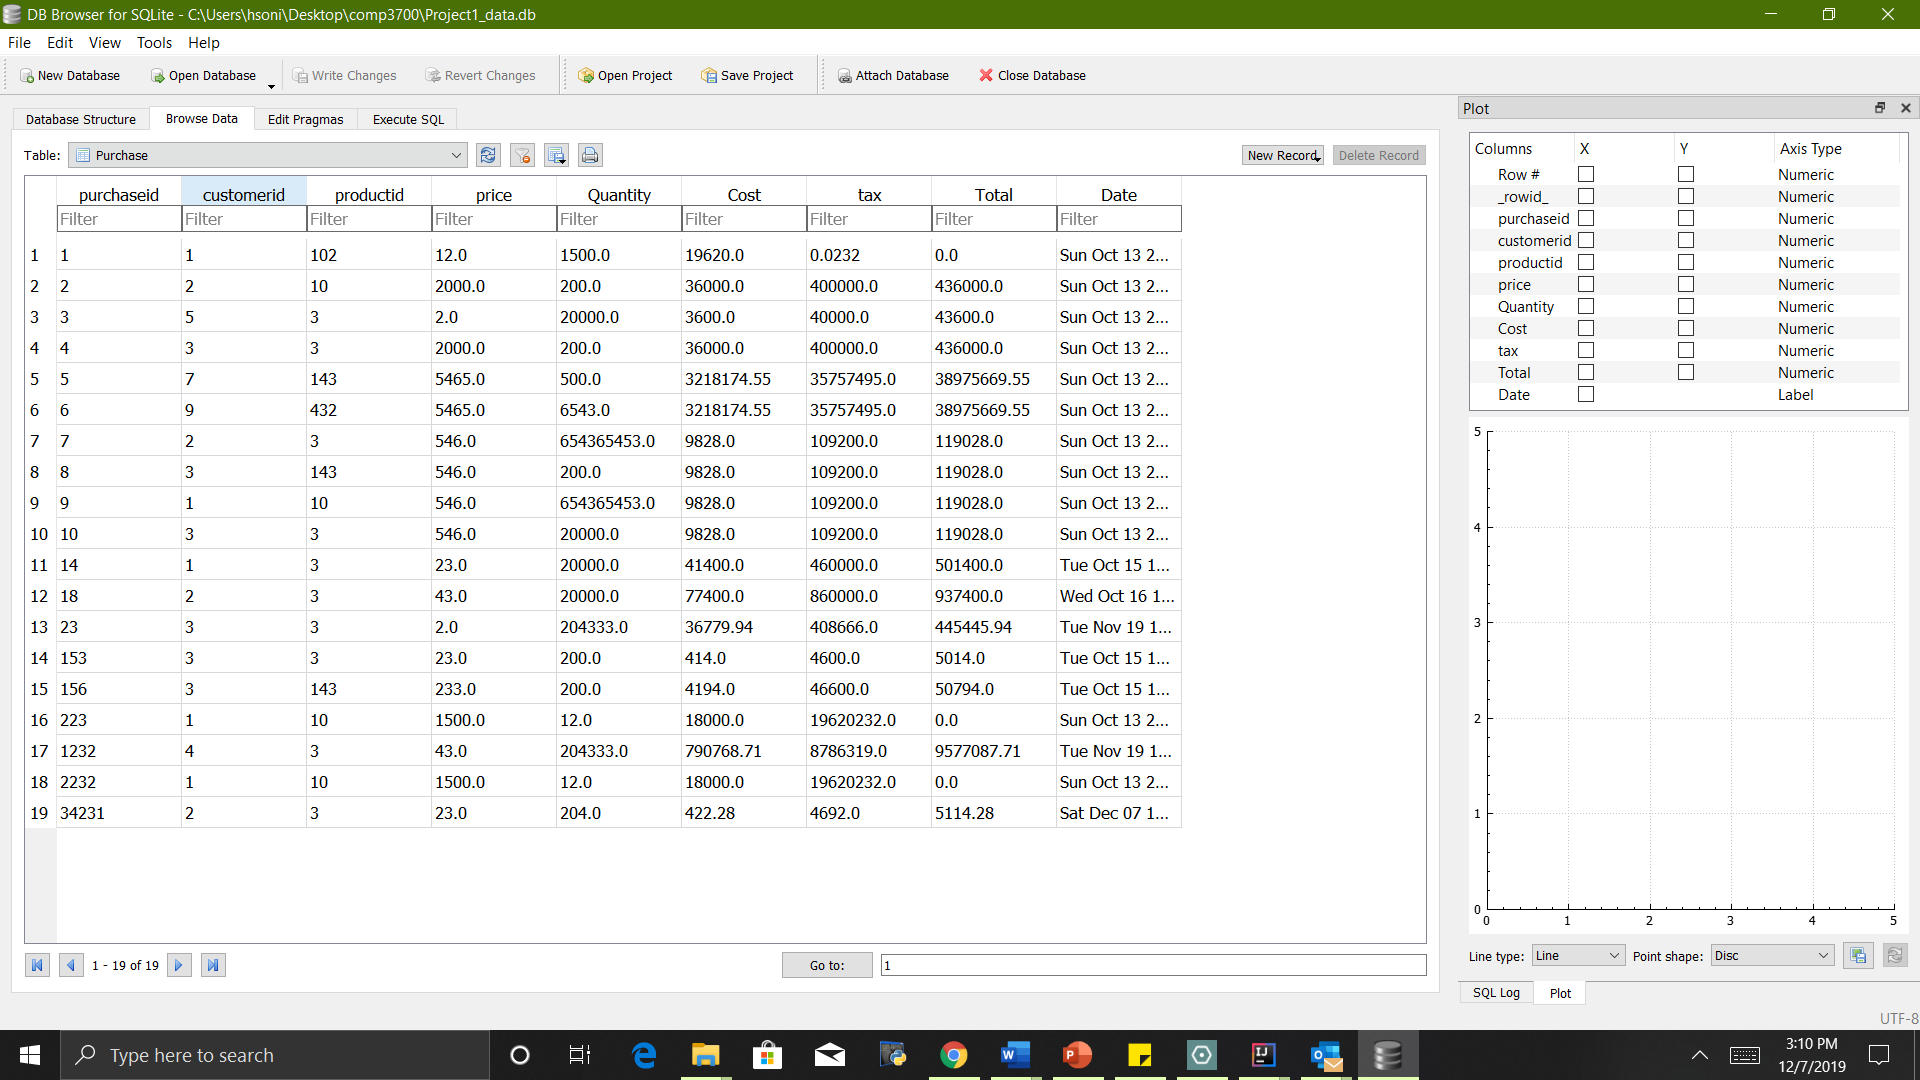 DB Browser for SQLite - C:\Users\hsoni\Desktop\comp3700\Project1_data.db
File Edit View Tools Help
New Database Open Database Write Changes Revert Changes Open Project Save Project Attach Database Close Database
Database Structure Browse Data Edit Pragmas Execute SQL
Table: Purchase New Record Delete Record
purchaseid customerid productid price Quantity Cost tax Total Date
Filter Filter Filter Filter Filter Filter Filter Filter Filter
1 1 1 102 12.0 1500.0 19620.0 0.0232 0.0 Sun Oct 13 2...
2 2 2 10 2000.0 200.0 36000.0 400000.0 436000.0 Sun Oct 13 2...
3 3 5 3 2.0 20000.0 3600.0 40000.0 43600.0 Sun Oct 13 2...
4 4 3 3 2000.0 200.0 36000.0 400000.0 436000.0 Sun Oct 13 2...
5 5 7 143 5465.0 500.0 3218174.55 35757495.0 38975669.55 Sun Oct 13 2...
6 6 9 432 5465.0 6543.0 3218174.55 35757495.0 38975669.55 Sun Oct 13 2...
7 7 2 3 546.0 654365453.0 9828.0 109200.0 119028.0 Sun Oct 13 2...
8 8 3 143 546.0 200.0 9828.0 109200.0 119028.0 Sun Oct 13 2...
9 9 1 10 546.0 654365453.0 9828.0 109200.0 119028.0 Sun Oct 13 2...
10 10 3 3 546.0 20000.0 9828.0 109200.0 119028.0 Sun Oct 13 2...
11 14 1 3 23.0 20000.0 41400.0 460000.0 501400.0 Tue Oct 15 1...
12 18 2 3 43.0 20000.0 77400.0 860000.0 937400.0 Wed Oct 16 1...
13 23 3 3 2.0 204333.0 36779.94 408666.0 445445.94 Tue Nov 19 1...
14 153 3 3 23.0 200.0 414.0 4600.0 5014.0 Tue Oct 15 1...
15 156 3 143 233.0 200.0 4194.0 46600.0 50794.0 Tue Oct 15 1...
16 223 1 10 1500.0 12.0 18000.0 19620232.0 0.0 Sun Oct 13 2...
17 1232 4 3 43.0 204333.0 790768.71 8786319.0 9577087.71 Tue Nov 19 1...
18 2232 1 10 1500.0 12.0 18000.0 19620232.0 0.0 Sun Oct 13 2...
19 34231 2 3 23.0 204.0 422.28 4692.0 5114.28 Sat Dec 07 1...
1 - 19 of 19 Go to: 1
Plot
Columns X Y Axis Type
Row # Numeric
_rowid_ Numeric
purchaseid Numeric
customerid Numeric
productid Numeric
price Numeric
Quantity Numeric
Cost Numeric
tax Numeric
Total Numeric
Date Label
5
4
3
2
1
0
0 1 2 3 4 5
Line type: Line Point shape: Disc
SQL Log Plot
UTF-8
Type here to search
3:10 PM
12/7/2019